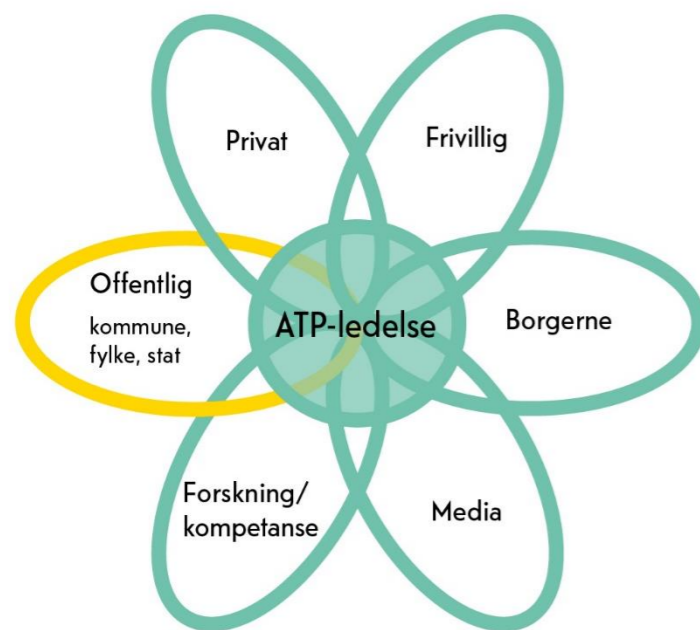 Privat
Frivillig
Offentlig
kommune,
fylke, stat
ATP-ledelse
Borgerne
Forskning/
kompetanse
Media